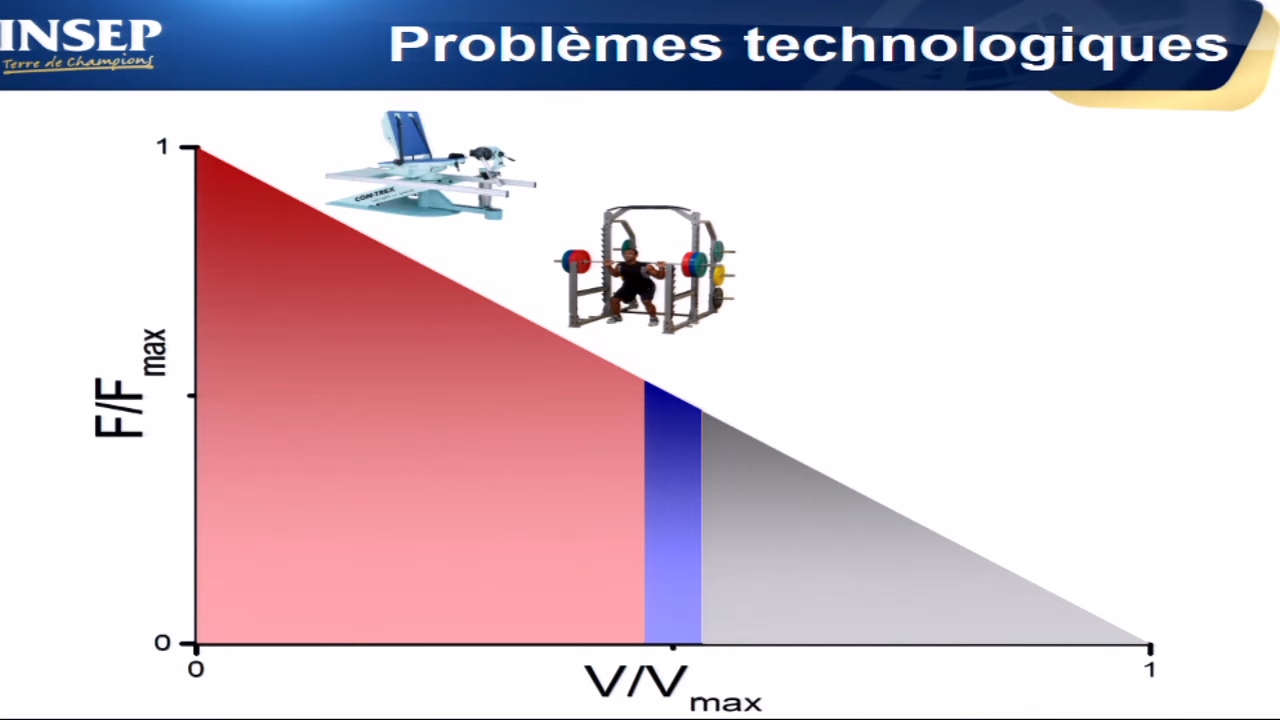 INSEP
Terre de Champions
Problèmes technologiques
1
CON-TREX
F/Fmax
0
0
V/Vmax
1